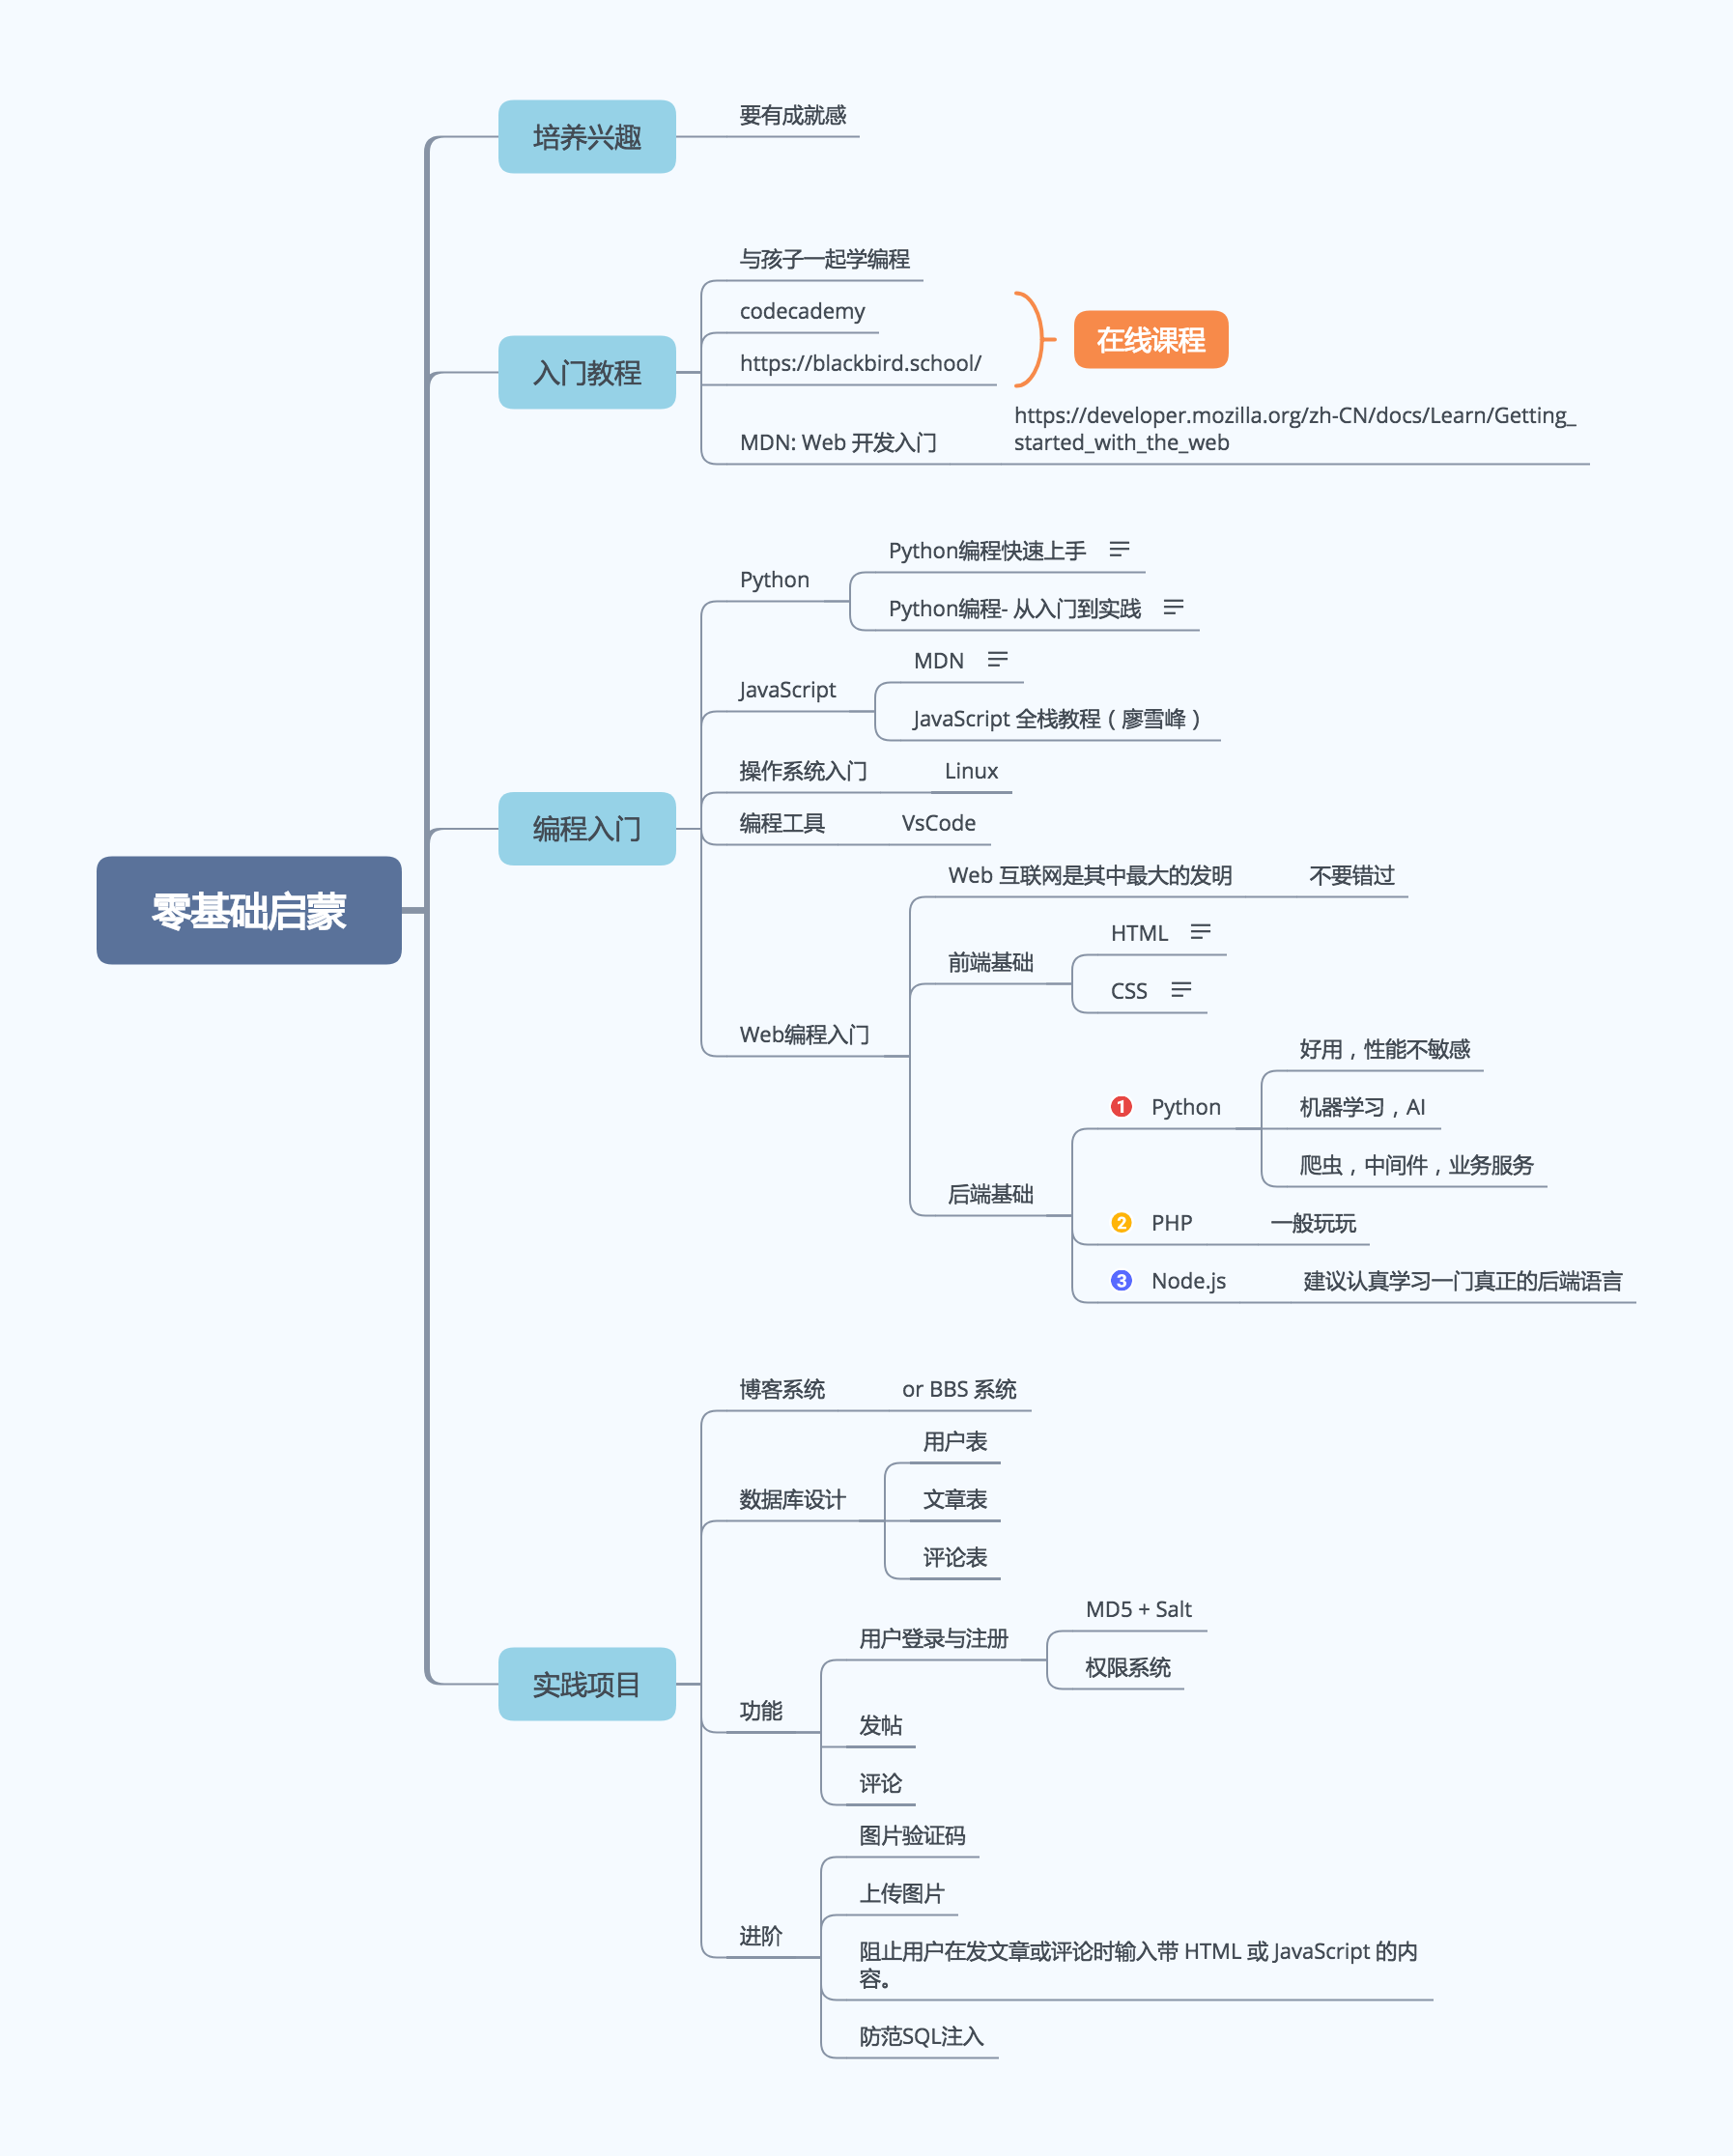 零基础启蒙
培养兴趣
要有成就感
入门教程
与孩子一起学编程
codecademy
https://blackbird.school/
在线课程
MDN: Web 开发入门
https://developer.mozilla.org/zh-CN/docs/Learn/Getting_
started_with_the_web
编程入门
Python
Python编程快速上手
Python编程- 从入门到实践
JavaScript
MDN
JavaScript 全栈教程（廖雪峰）
操作系统入门
Linux
编程工具
VsCode
Web编程入门
Web 互联网是其中最大的发明
不要错过
前端基础
HTML
CSS
后端基础
1 Python
好用，性能不敏感
机器学习，AI
爬虫，中间件，业务服务
2 PHP
一般玩玩
3 Node.js
建议认真学习一门真正的后端语言
实践项目
博客系统
or BBS 系统
数据库设计
用户表
文章表
评论表
功能
用户登录与注册
MD5 + Salt
权限系统
发帖
评论
进阶
图片验证码
上传图片
阻止用户在发文章或评论时输入带 HTML 或 JavaScript 的内
容。
防范SQL注入